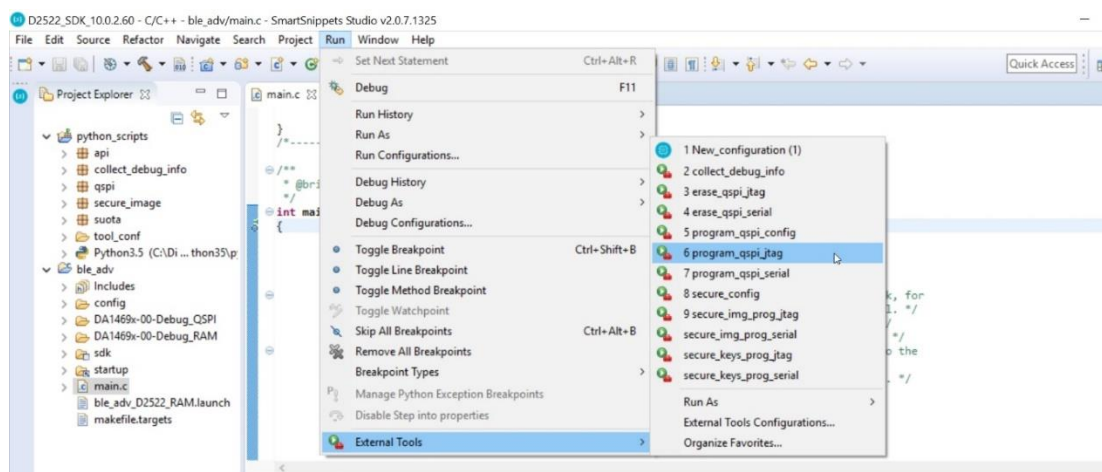 D2522_SDK_10.0.2.60 - C/C++ - ble_adv/main.c - SmartSnippets Studio v2.0.7.1325
File Edit Source Refactor Navigate Search Project Run Window Help
Quick Access
Project Explorer
python_scripts
api
collect_debug_info
qspi
secure_image
suota
tool_conf
Python3.5 (C:\Di ... thon35\p
ble_adv
Includes
config
DA1469x-00-Debug_QSPI
DA1469x-00-Debug_RAM
sdk
startup
main.c
ble_adv_D2522_RAM.launch
makefile.targets
main.c
}
/*-----
/**
* @bri
*/
int mai
{
Set Next Statement Ctrl+Alt+R
Debug F11
Run History
Run As
Run Configurations...
Debug History
Debug As
Debug Configurations...
Toggle Breakpoint Ctrl+Shift+B
Toggle Line Breakpoint
Toggle Method Breakpoint
Toggle Watchpoint
Skip All Breakpoints Ctrl+Alt+B
Remove All Breakpoints
Breakpoint Types
Manage Python Exception Breakpoints
Disable Step into properties
External Tools
1 New_configuration (1)
2 collect_debug_info
3 erase_qspi_jtag
4 erase_qspi_serial
5 program_qspi_config
6 program_qspi_jtag
7 program_qspi_serial
8 secure_config
9 secure_img_prog_jtag
secure_img_prog_serial
secure_keys_prog_jtag
secure_keys_prog_serial
Run As
External Tools Configurations...
Organize Favorites...
k, for
. */
*/
the
. */